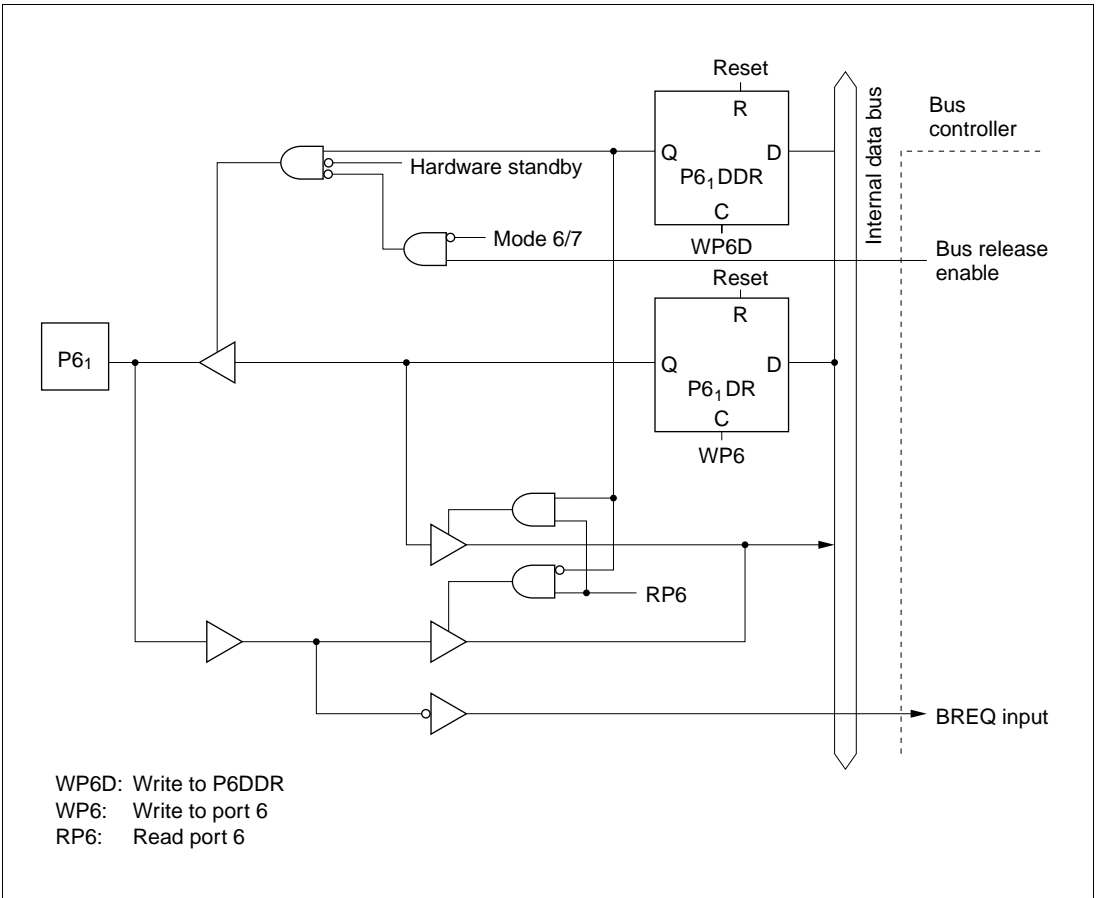 Reset
R
Internal data bus
Bus
controller
Hardware standby
Q
D
P6₁DDR
C
Mode 6/7
WP6D
Bus release
enable
Reset
R
P6₁
Q
D
P6₁DR
C
WP6
RP6
BREQ input
WP6D: Write to P6DDR
WP6: Write to port 6
RP6: Read port 6